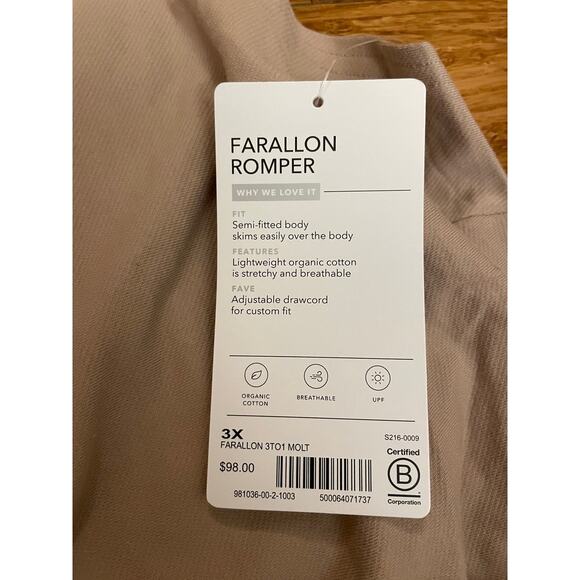 FARALLON
ROMPER
WHY WE LOVE IT
FIT
Semi-fitted body
skims easily over the body
FEATURES
Lightweight organic cotton
is stretchy and breathable
FAVE
Adjustable drawcord
for custom fit
ORGANIC
COTTON
BREATHABLE
UPF
3X
S216-0009
FARALLON 3TO1 MOLT
$98.00
981036-00-2-1003
500064071737
Certified
B
Corporation